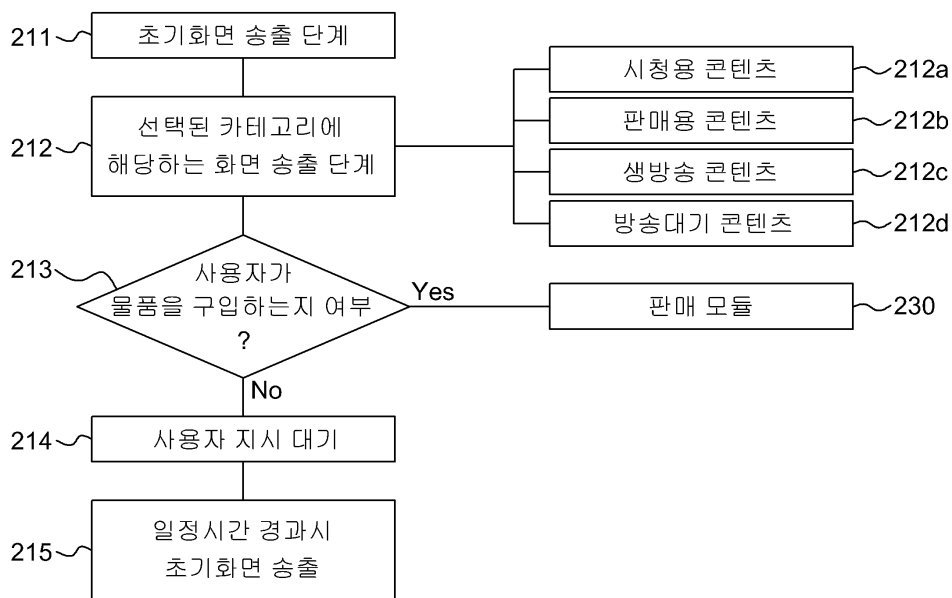 211
초기화면 송출 단계
212
선택된 카테고리에
해당하는 화면 송출 단계
시청용 콘텐츠
212a
판매용 콘텐츠
212b
생방송 콘텐츠
212c
방송대기 콘텐츠
212d
213
사용자가
물품을 구입하는지 여부
?
Yes
판매 모듈
230
No
214
사용자 지시 대기
215
일정시간 경과시
초기화면 송출